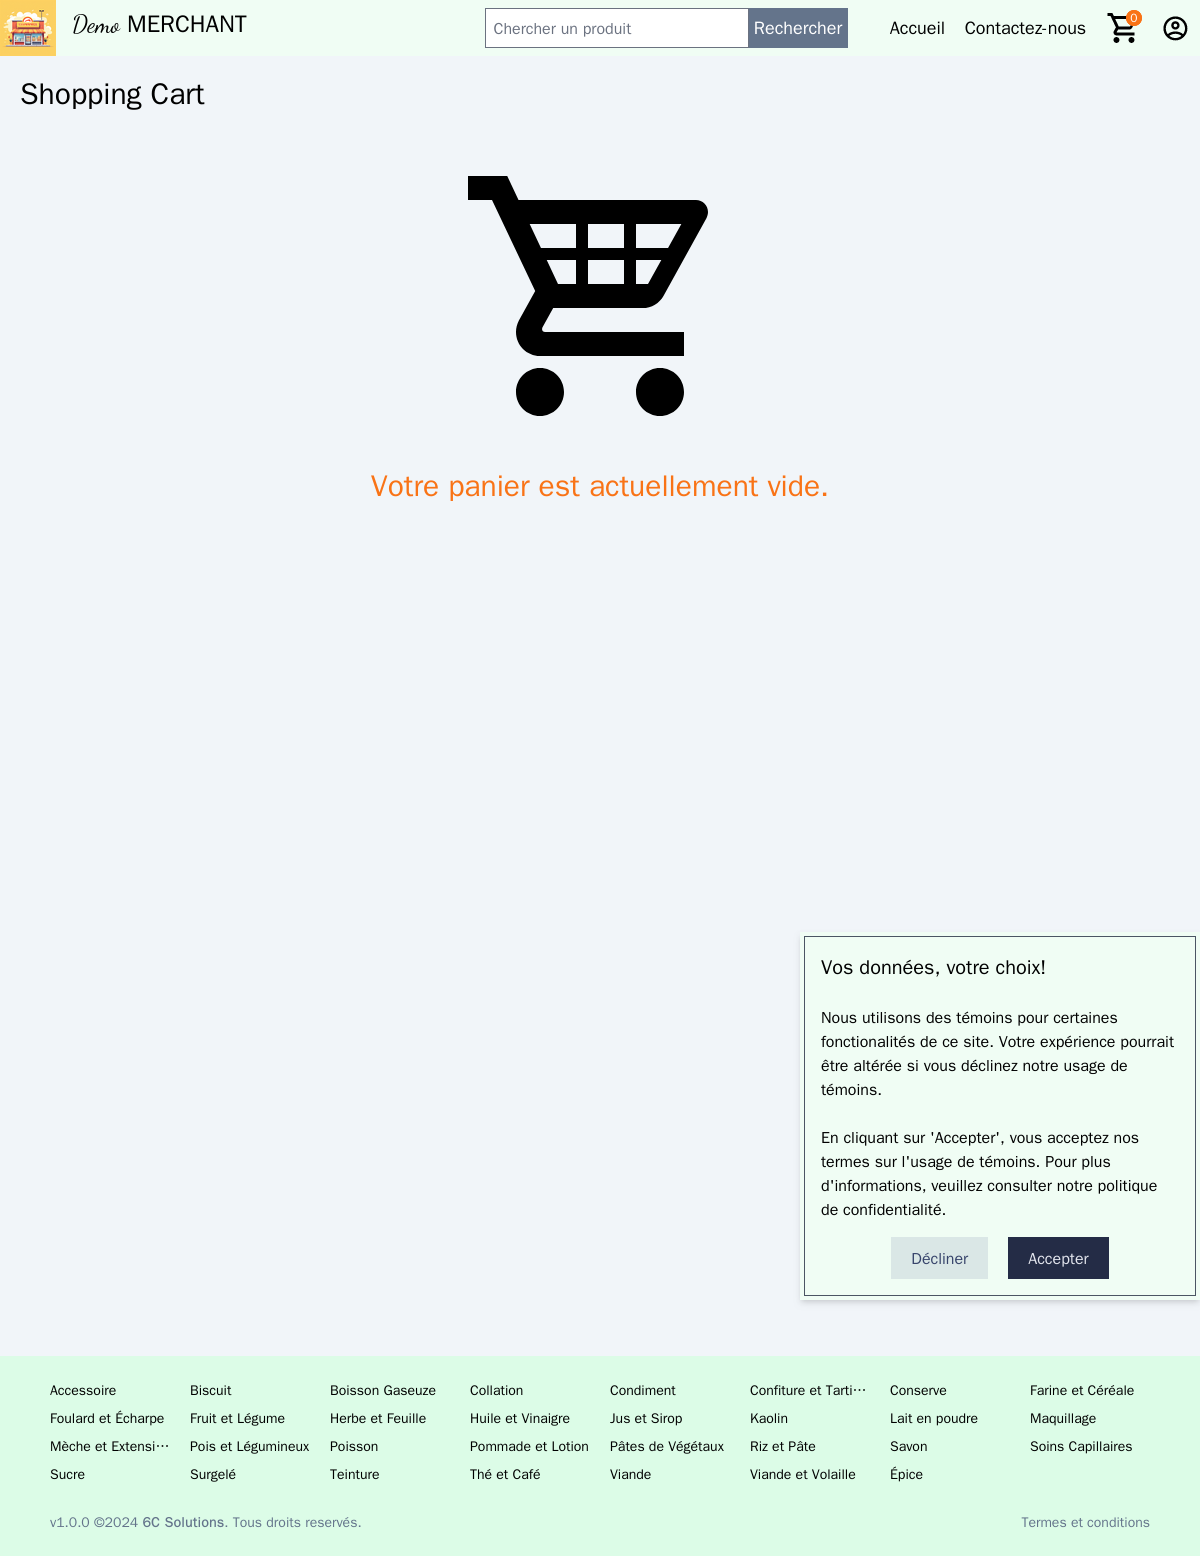 Demo MERCHANT
Chercher un produit
Rechercher
Accueil
Contactez-nous
0
Shopping Cart
Votre panier est actuellement vide.
Vos données, votre choix!
Nous utilisons des témoins pour certaines
fonctionalités de ce site. Votre expérience pourrait
être altérée si vous déclinez notre usage de
témoins.
En cliquant sur 'Accepter', vous acceptez nos
termes sur l'usage de témoins. Pour plus
d'informations, veuillez consulter notre politique
de confidentialité.
Décliner
Accepter
Accessoire Biscuit Boisson Gaseuze Collation Condiment Confiture et Tarti… Conserve Farine et Céréale
Foulard et Écharpe Fruit et Légume Herbe et Feuille Huile et Vinaigre Jus et Sirop Kaolin Lait en poudre Maquillage
Mèche et Extensi… Pois et Légumineux Poisson Pommade et Lotion Pâtes de Végétaux Riz et Pâte Savon Soins Capillaires
Sucre Surgelé Teinture Thé et Café Viande Viande et Volaille Épice
v1.0.0 ©2024 6C Solutions. Tous droits reservés.
Termes et conditions